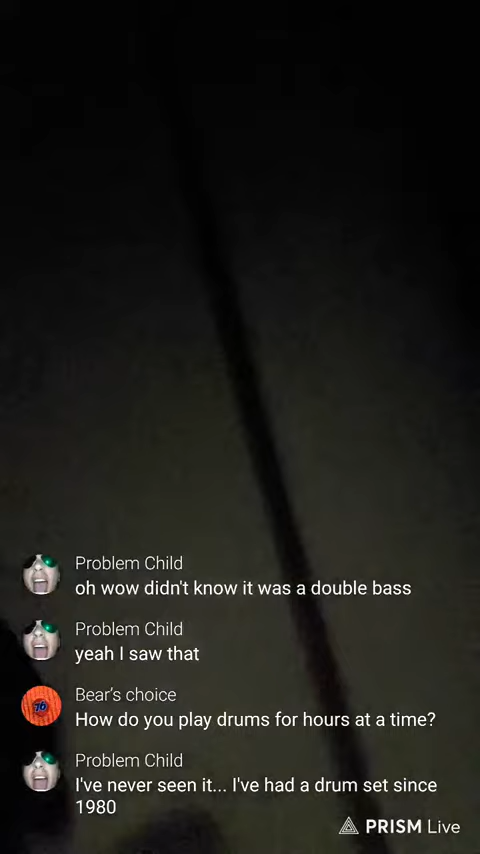 Problem Child
oh wow didn't know it was a double bass
Problem Child
yeah I saw that
Bear's choice
How do you play drums for hours at a time?
Problem Child
I've never seen it... I've had a drum set since
1980
PRISM Live
76